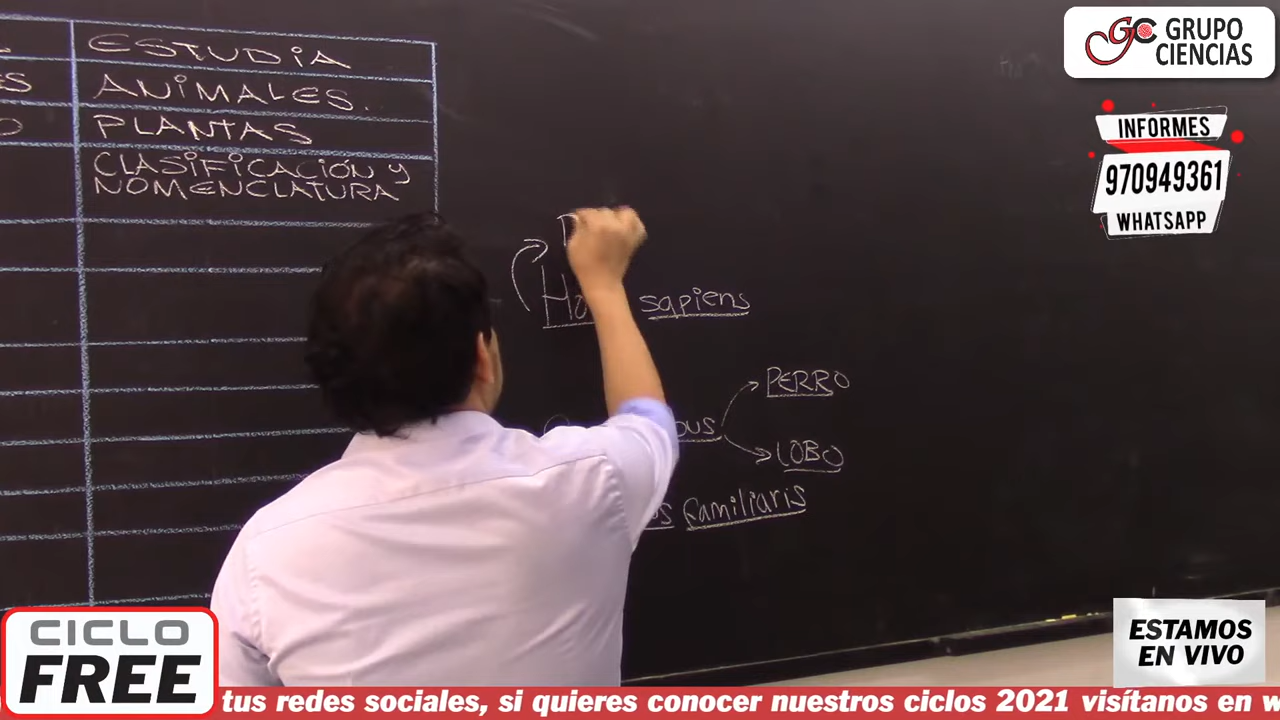 ESTUDIA
ANIMALES.
PLANTAS
CLASIFICACIÓN Y
NOMENCLATURA
sapiens
PERRO
LOBO
familiaris
GC GRUPO
CIENCIAS
INFORMES
970949361
WHATSAPP
CICLO
FREE
ESTAMOS
EN VIVO
tus redes sociales, si quieres conocer nuestros ciclos 2021 visítanos en